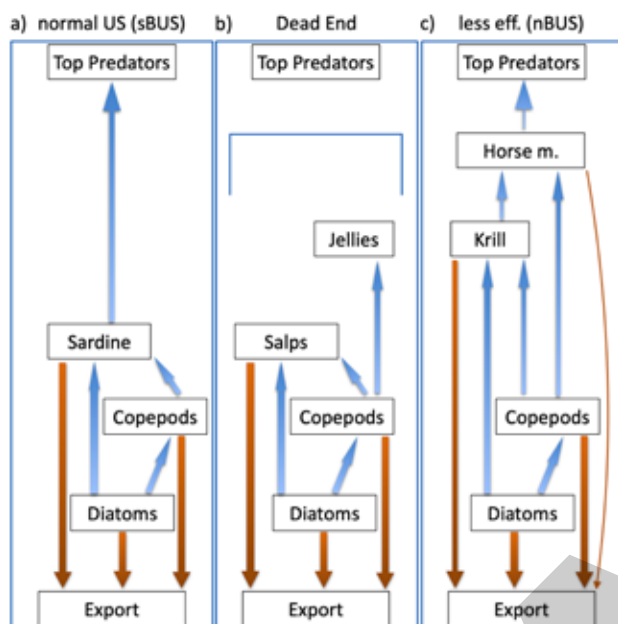 a) normal US (sBUS)
Top Predators
Sardine
Copepods
Diatoms
Export
b) Dead End
Top Predators
Jellies
Salps
Copepods
Diatoms
Export
c) less eff. (nBUS)
Top Predators
Horse m.
Krill
Copepods
Diatoms
Export